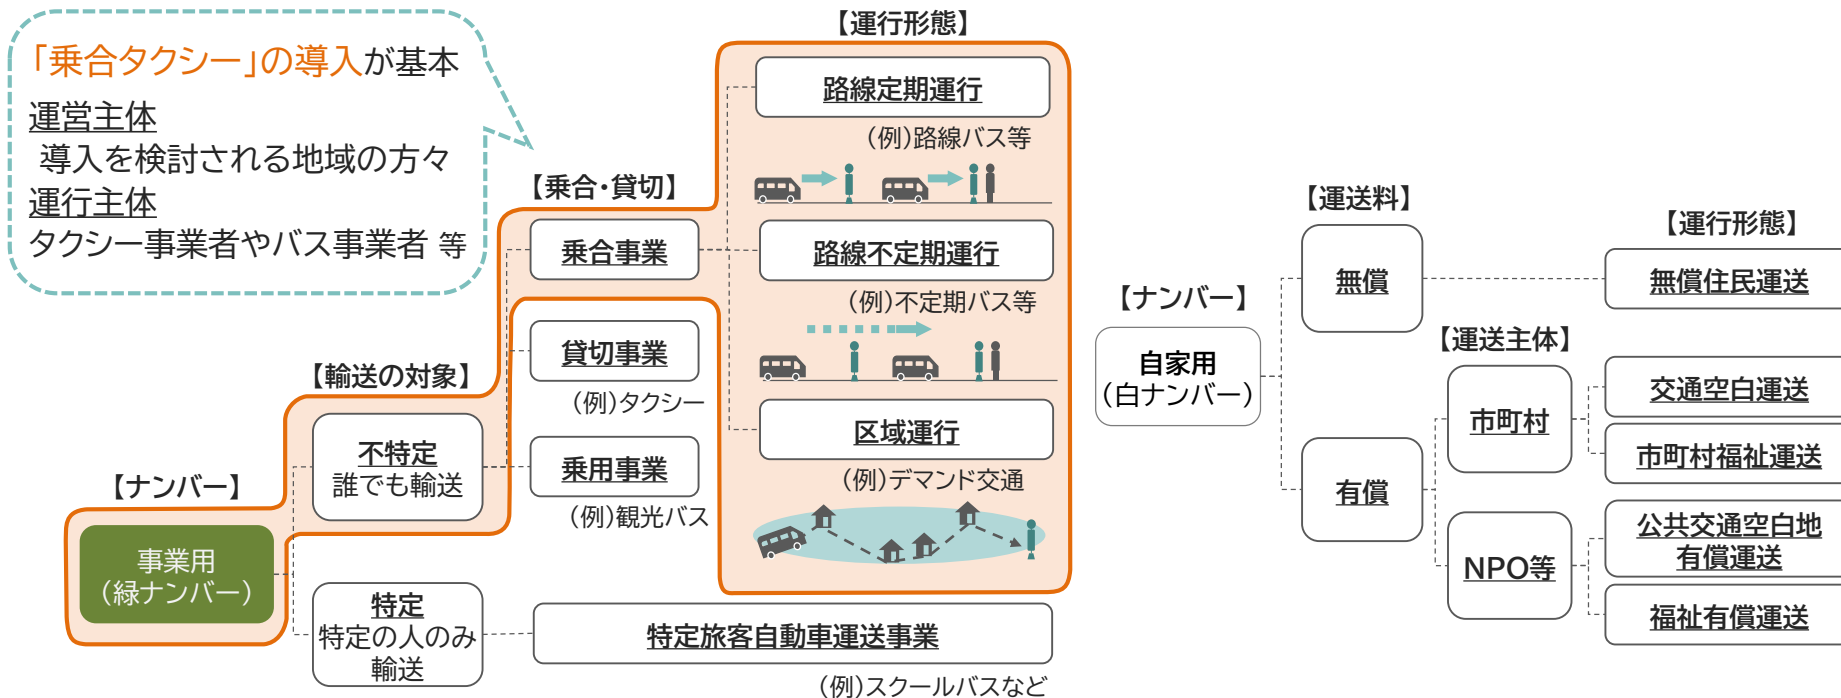 「乗合タクシー」の導入が基本
運営主体
導入を検討される地域の方々
運行主体
タクシー事業者やバス事業者 等
【ナンバー】
事業用
（緑ナンバー）
【輸送の対象】
不特定
誰でも輸送
特定
特定の人のみ
輸送
【乗合・貸切】
乗合事業
貸切事業
（例）タクシー
乗用事業
（例）観光バス
特定旅客自動車運送事業
（例）スクールバスなど
【運行形態】
路線定期運行
（例）路線バス等
路線不定期運行
（例）不定期バス等
区域運行
（例）デマンド交通
【ナンバー】
自家用
（白ナンバー）
【運送料】
無償
有償
【運送主体】
市町村
NPO等
【運行形態】
無償住民運送
交通空白運送
市町村福祉運送
公共交通空白地
有償運送
福祉有償運送